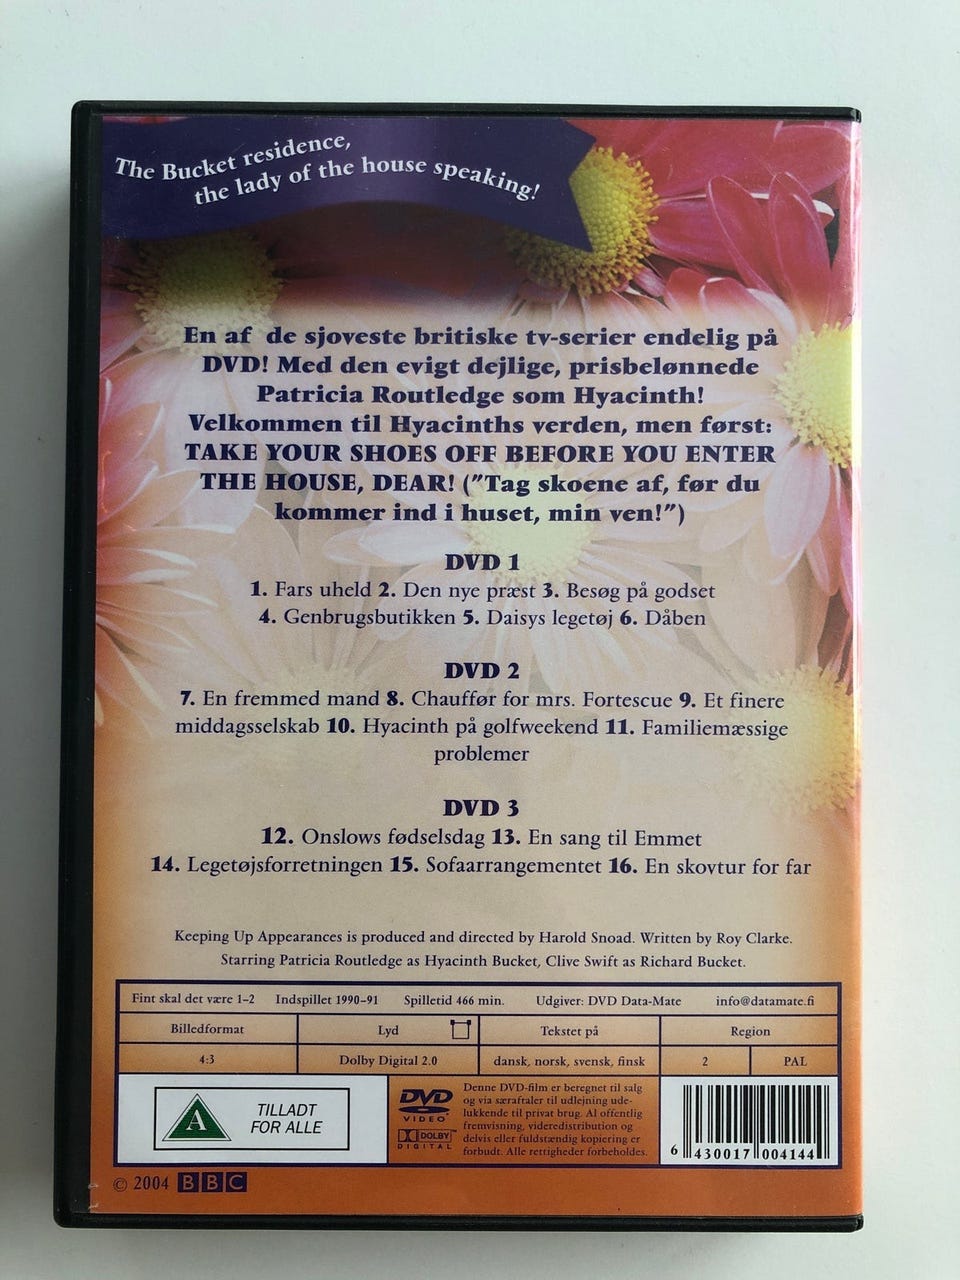 The Bucket residence,
the lady of the house speaking!
En af de sjoveste britiske tv-serier endelig på
DVD! Med den evigt dejlige, prisbelønnede
Patricia Routledge som Hyacinth!
Velkommen til Hyacinths verden, men først:
TAKE YOUR SHOES OFF BEFORE YOU ENTER
THE HOUSE, DEAR! ("Tag skoene af, før du
kommer ind i huset, min ven!")
DVD 1
1. Fars uheld 2. Den nye præst 3. Besøg på godset
4. Genbrugsbutikken 5. Daisys legetøj 6. Dåben
DVD 2
7. En fremmed mand 8. Chauffør for mrs. Fortescue 9. Et finere
middagsselskab 10. Hyacinth på golfweekend 11. Familiemæssige
problemer
DVD 3
12. Onslows fødselsdag 13. En sang til Emmet
14. Legetøjsforretningen 15. Sofaarrangementet 16. En skovtur for far
Keeping Up Appearances is produced and directed by Harold Snoad. Written by Roy Clarke.
Starring Patricia Routledge as Hyacinth Bucket, Clive Swift as Richard Bucket.
Fint skal det være 1–2 Indspillet 1990–91 Spilletid 466 min. Udgiver: DVD Data-Mate info@datamate.fi
Billedformat Lyd Tekstet på Region
4:3 Dolby Digital 2.0 dansk, norsk, svensk, finsk 2 PAL
A TILLADT
FOR ALLE
DVD
VIDEO
DOLBY
DIGITAL
Denne DVD-film er beregnet til salg
og via særaftaler til udlejning ude-
lukkende til privat brug. Al offentlig
fremvisning, videredistribution og
delvis eller fuldstændig kopiering er
forbudt. Alle rettigheder forbeholdes.
6 430017 004144
© 2004 BBC